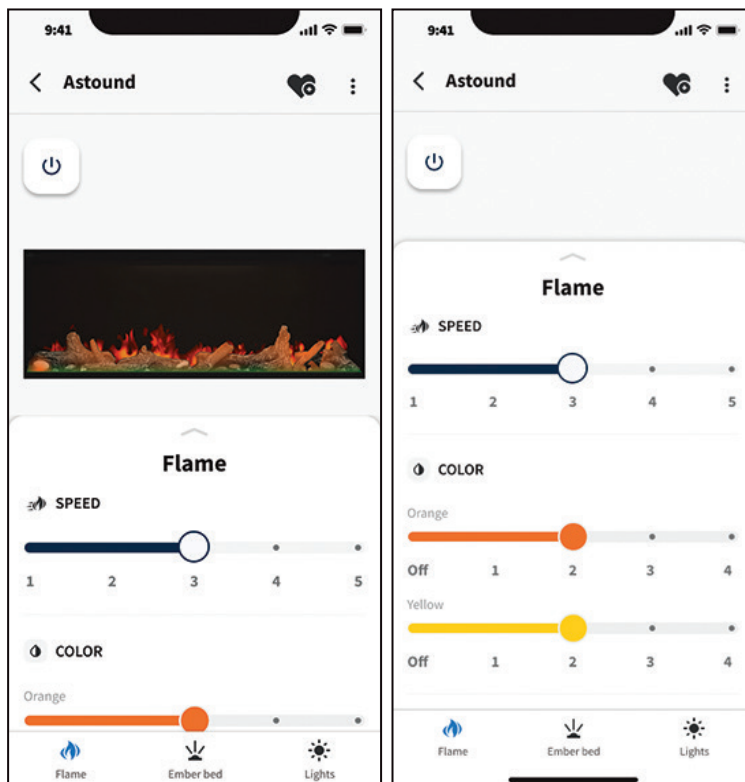 9:41
Astound
Flame
SPEED
1 2 3 4 5
COLOR
Orange
Flame Ember bed Lights
9:41
Astound
Flame
SPEED
1 2 3 4 5
COLOR
Orange
Off 1 2 3 4
Yellow
Off 1 2 3 4
Flame Ember bed Lights